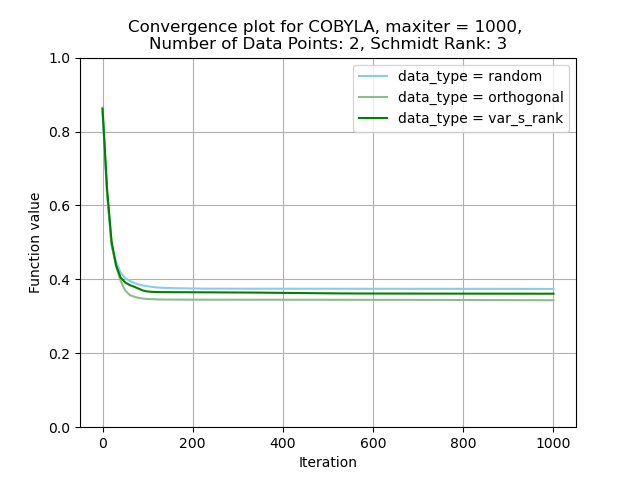 Convergence plot for COBYLA, maxiter = 1000,
Number of Data Points: 2, Schmidt Rank: 3
data_type = random
data_type = orthogonal
data_type = var_s_rank
Function value
1.0
0.8
0.6
0.4
0.2
0.0
0 200 400 600 800 1000
Iteration